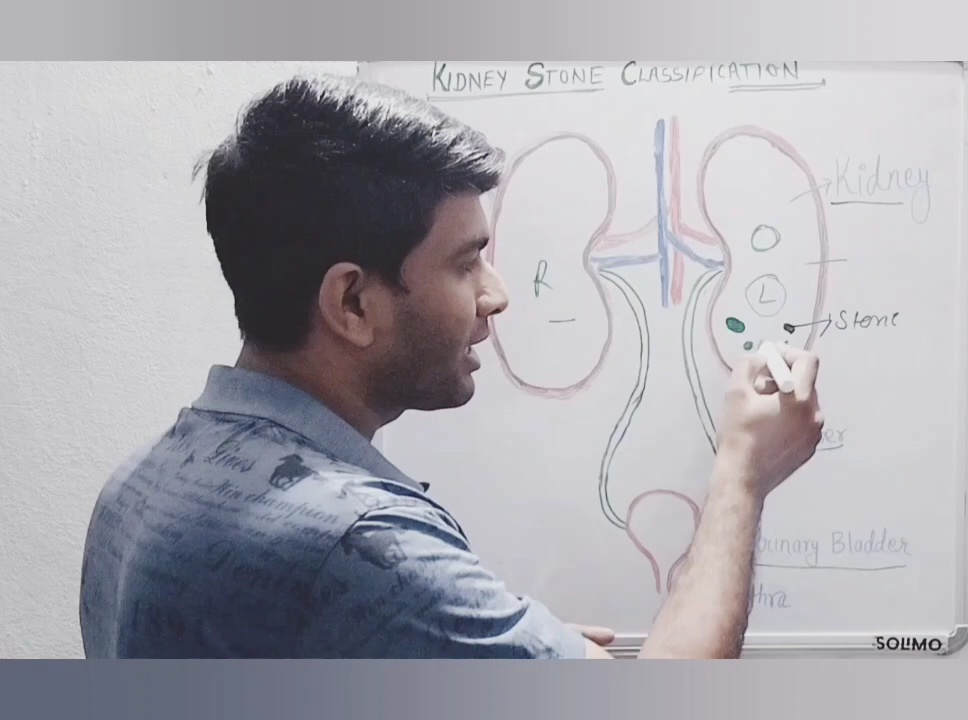 KIDNEY STONE CLASSIFICATION
Kidney
R
L
Stone
Urinary Bladder
SOLIMO